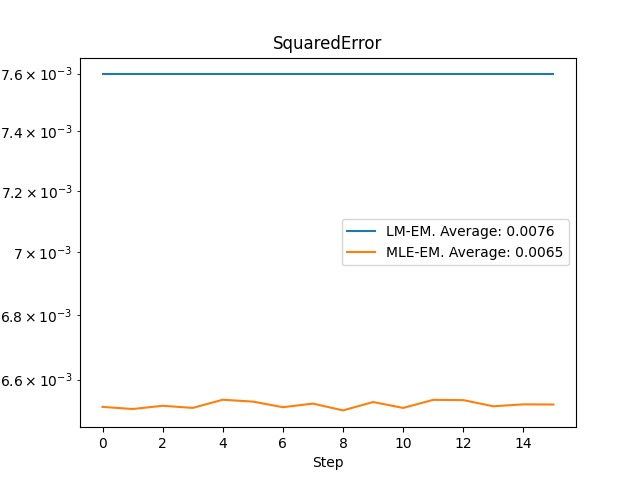 SquaredError
7.6 × 10⁻³
7.4 × 10⁻³
7.2 × 10⁻³
7 × 10⁻³
6.8 × 10⁻³
6.6 × 10⁻³
LM-EM. Average: 0.0076
MLE-EM. Average: 0.0065
0 2 4 6 8 10 12 14
Step